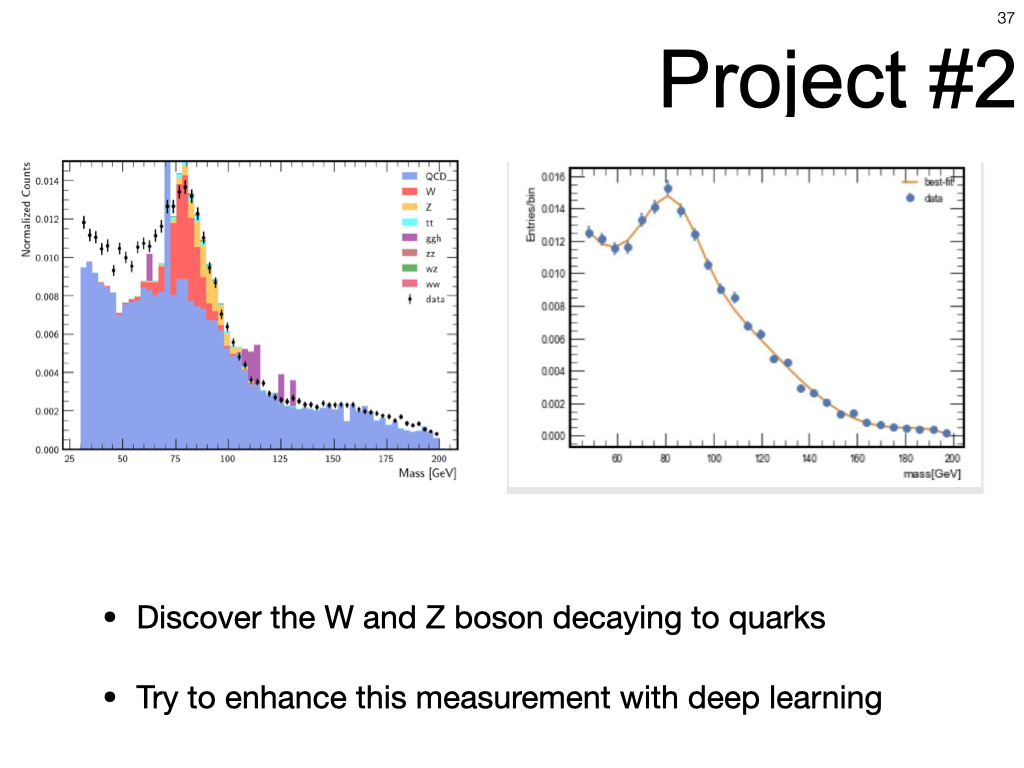 37
Project #2
Normalized Counts
0.014
0.012
0.010
0.008
0.006
0.004
0.002
0.000
25 50 75 100 125 150 175 200
Mass [GeV]
QCD
W
Z
tt
ggh
zz
wz
ww
data
Entries/bin
0.016
0.014
0.012
0.010
0.008
0.006
0.004
0.002
0.000
60 80 100 120 140 160 180 200
mass[GeV]
best-fit
data
• Discover the W and Z boson decaying to quarks
• Try to enhance this measurement with deep learning